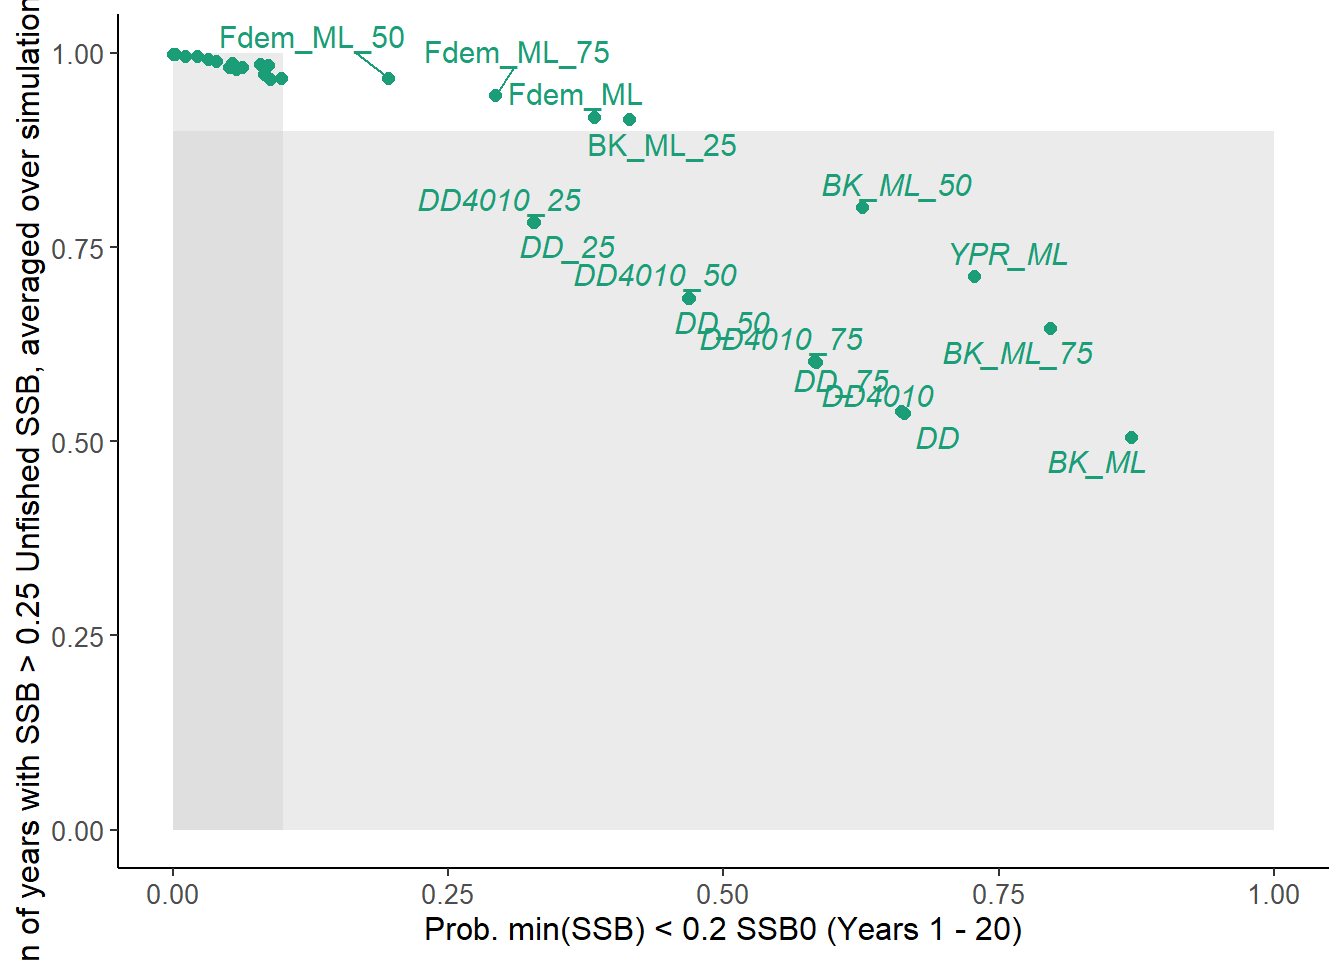 n of years with SSB > 0.25 Unfished SSB, averaged over simulation
1.00
0.75
0.50
0.25
0.00
Fdem_ML_50
Fdem_ML_75
Fdem_ML
BK_ML_25
BK_ML_50
DD4010_25
DD_25
YPR_ML
DD4010_50
DD_50
DD4010_75
BK_ML_75
DD_75
DD4010
DD
BK_ML
0.00 0.25 0.50 0.75 1.00
Prob. min(SSB) < 0.2 SSB0 (Years 1 - 20)